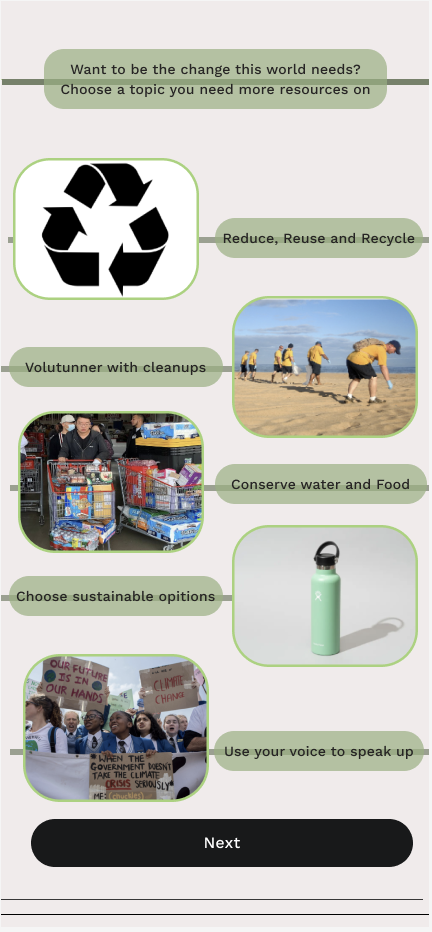 Want to be the change this world needs?
Choose a topic you need more resources on
Reduce, Reuse and Recycle
Volutunner with cleanups
Conserve water and Food
Choose sustainable opitions
OUR FUTURE
IS IN
OUR HANDS
CLIMATE
CHANGE
WHEN THE
GOVERNMENT DOESN'T
TAKE THE CLIMATE
CRISIS SERIOUSLY*
ME:
Use your voice to speak up
Next